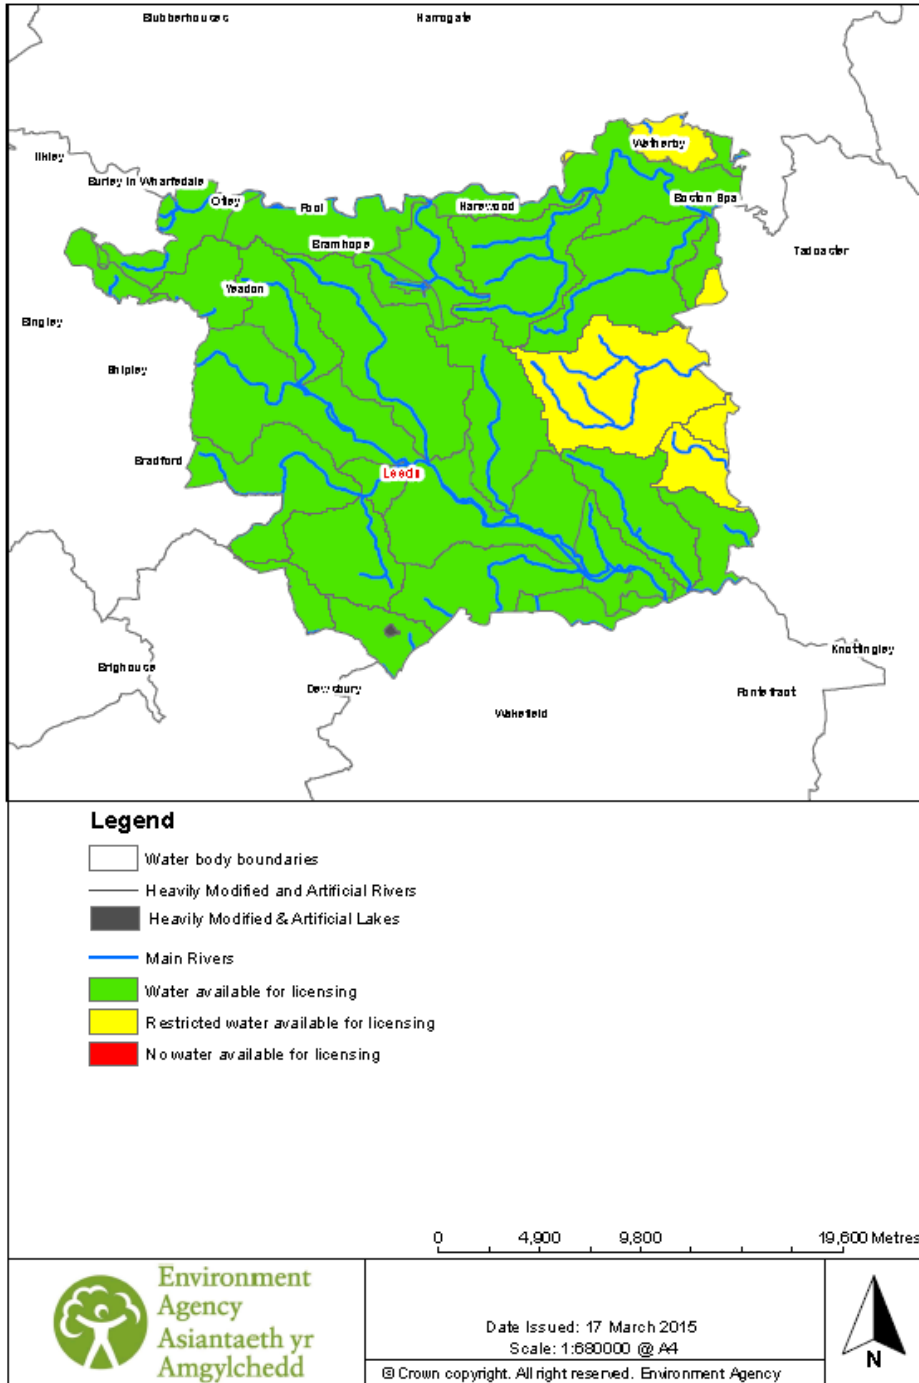 Blubberhouses
Harrogate
Ilkley
Wetherby
Burley in Wharfedale
Otley
Pool
Harewood
Boston Spa
Bramhope
Tadcaster
Yeadon
Bingley
Shipley
Bradford
Leeds
Knottingley
Brighouse
Dewsbury
Pontefract
Wakefield
Legend
Water body boundaries
Heavily Modified and Artificial Rivers
Heavily Modified & Artificial Lakes
Main Rivers
Water available for licensing
Restricted water available for licensing
No water available for licensing
0 4,900 9,800 19,600 Metres
Environment
Agency
Asiantaeth yr
Amgylchedd
Date Issued: 17 March 2015
Scale: 1:680000 @ A4
© Crown copyright. All right reserved. Environment Agency
N